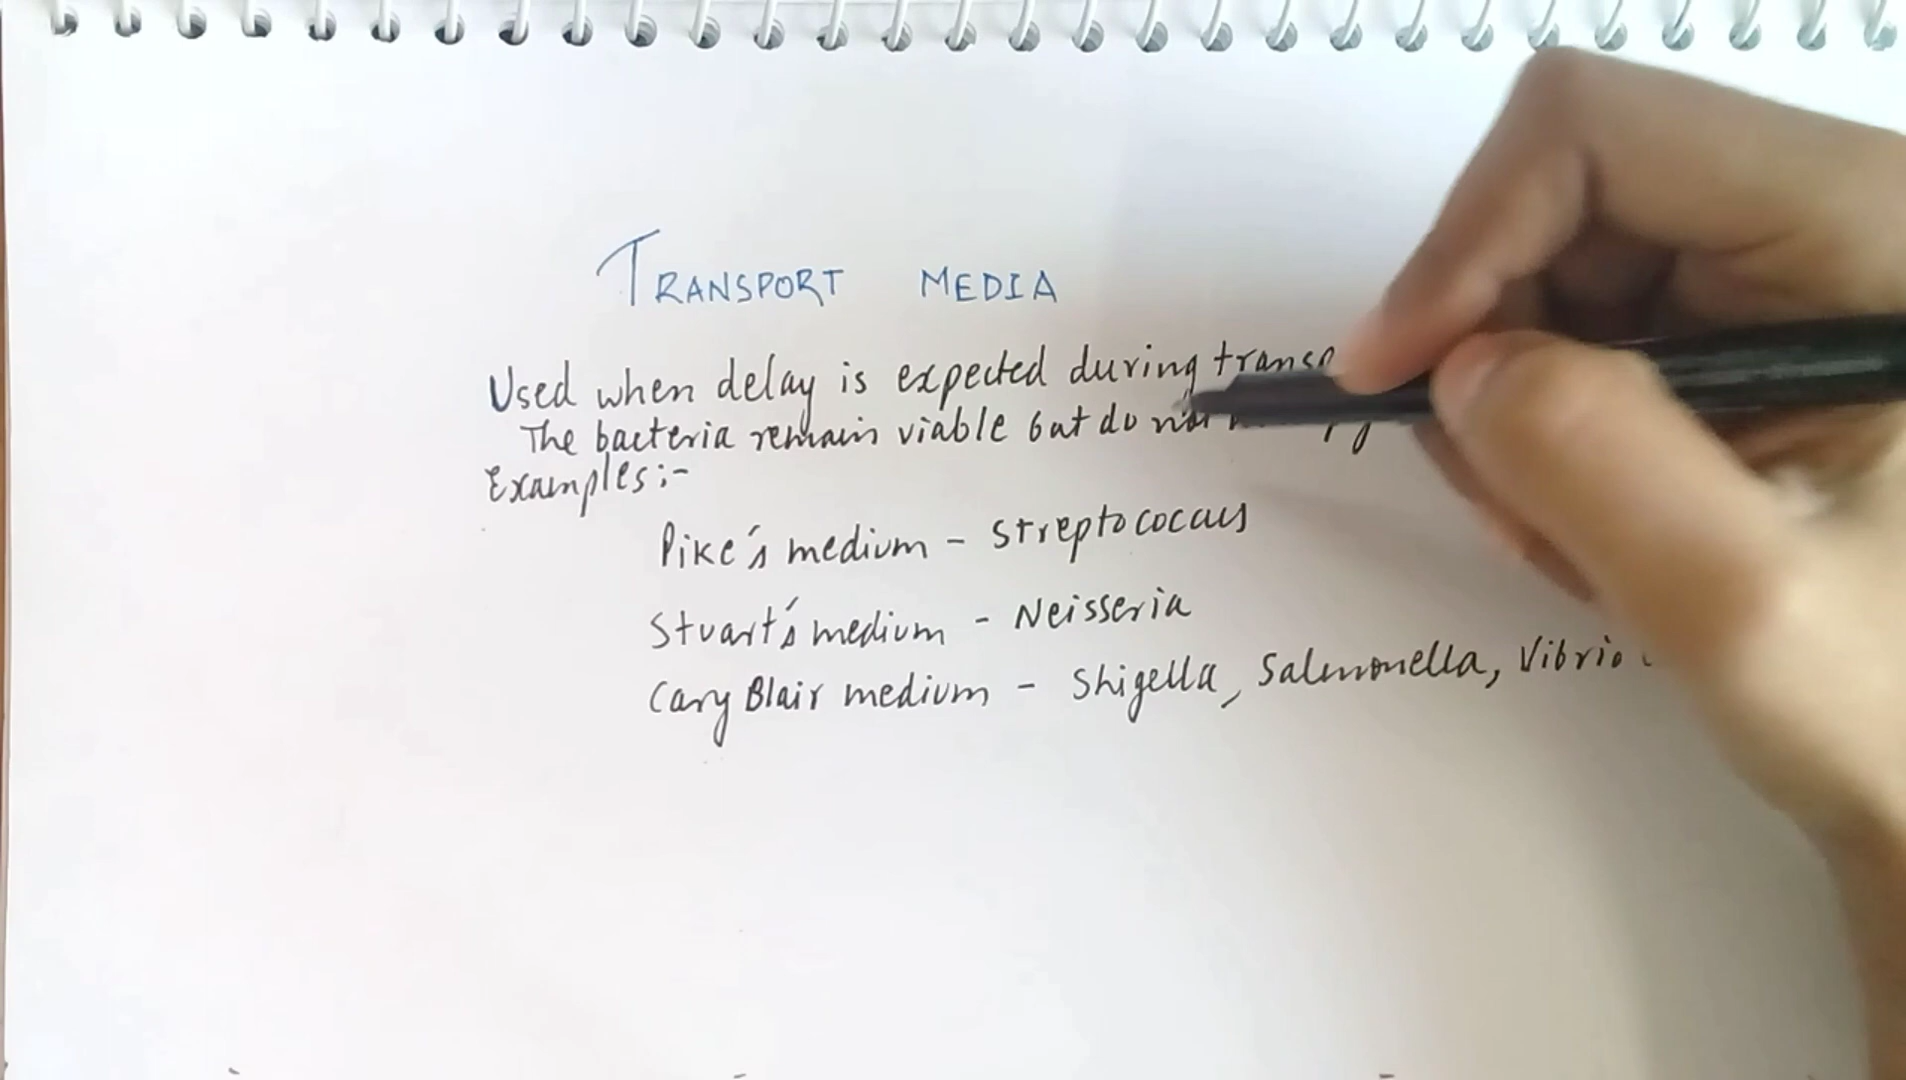 TRANSPORT MEDIA
Used when delay is expected during
The bacteria remain viable but do not
Examples:-
Pike's medium - Streptococcus
Stuart's medium - Neisseria
Cary Blair medium - Shigella, Salmonella, Vibrio